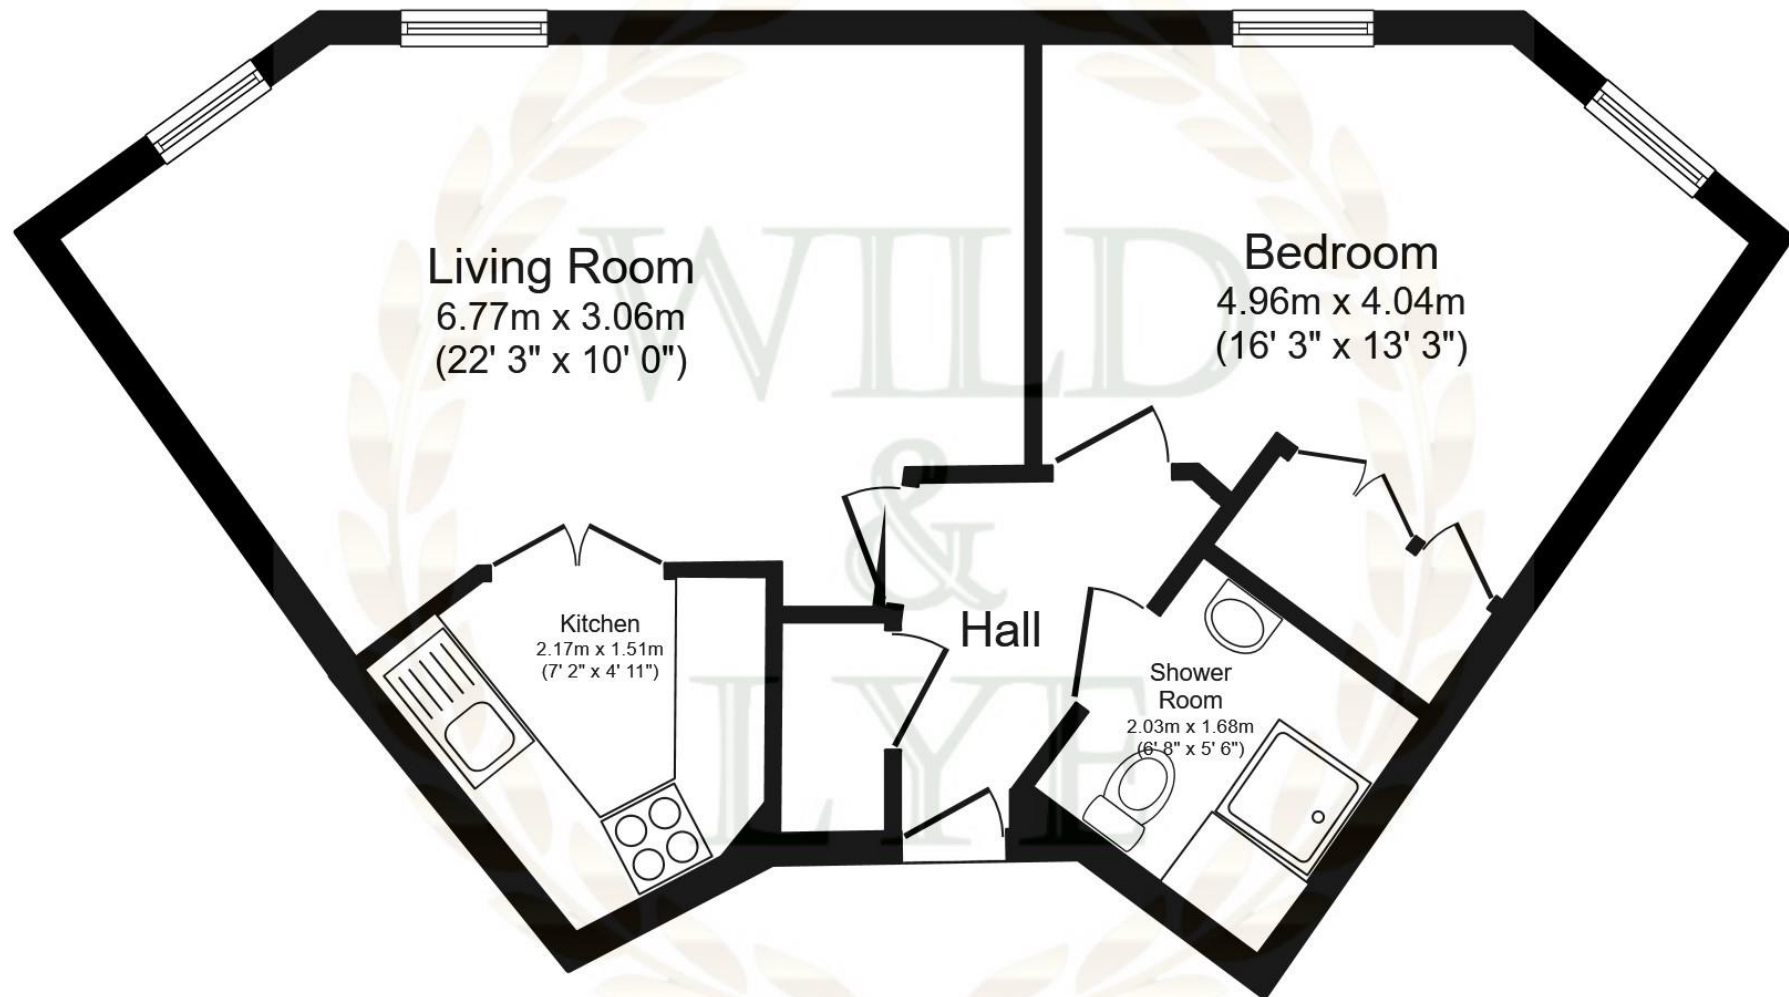 Living Room
6.77m x 3.06m
(22' 3" x 10' 0")
Bedroom
4.96m x 4.04m
(16' 3" x 13' 3")
Kitchen
2.17m x 1.51m
(7' 2" x 4' 11")
Hall
Shower
Room
2.03m x 1.68m
(6' 8" x 5' 6")
WILD
&
LYE